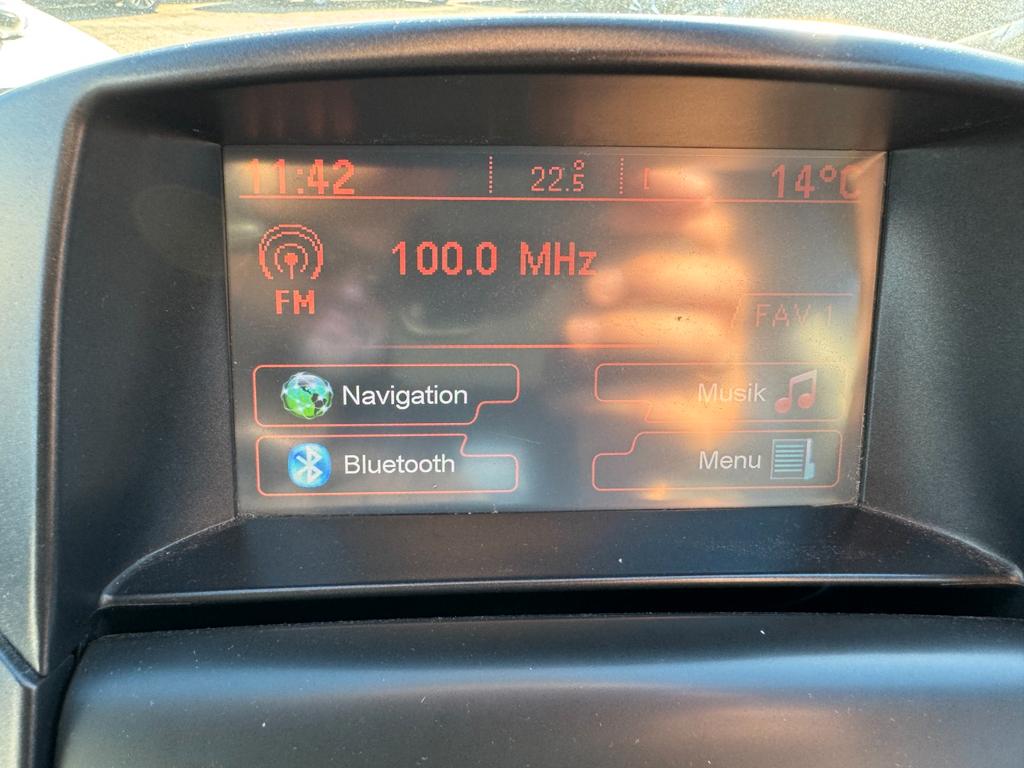 11:42 22.5° 14°C
100.0 MHz
FM
FAV 1
Navigation Musik
Bluetooth Menu